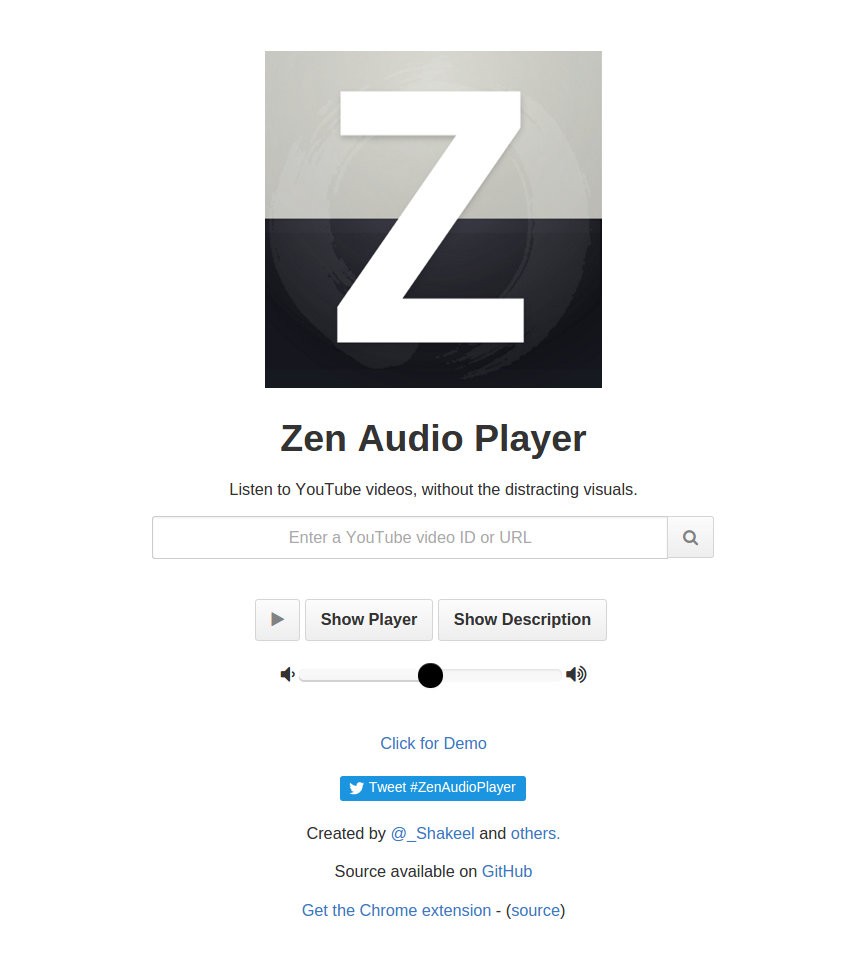 Z
Zen Audio Player
Listen to YouTube videos, without the distracting visuals.
Enter a YouTube video ID or URL
Show Player Show Description
Click for Demo
Tweet #ZenAudioPlayer
Created by @_Shakeel and others.
Source available on GitHub
Get the Chrome extension - (source)